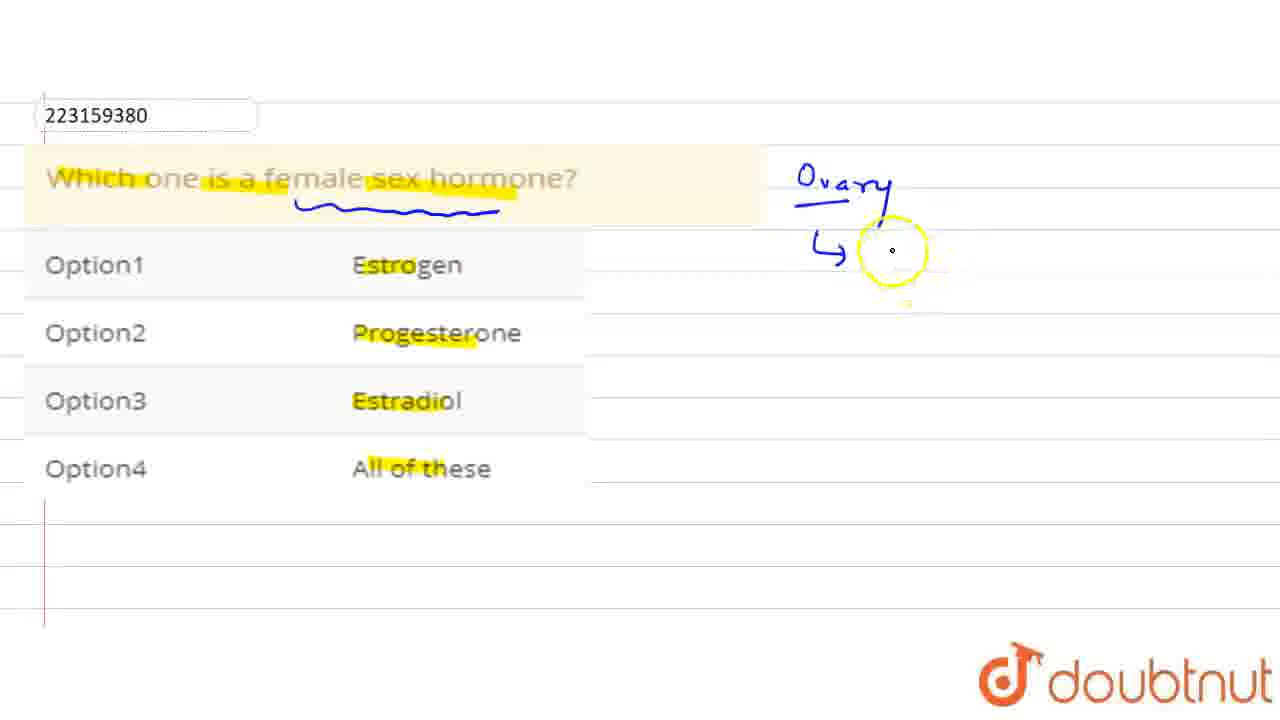 223159380
Which one is a female sex hormone?
Ovary
Option1 Estrogen
Option2 Progesterone
Option3 Estradiol
Option4 All of these
doubtnut